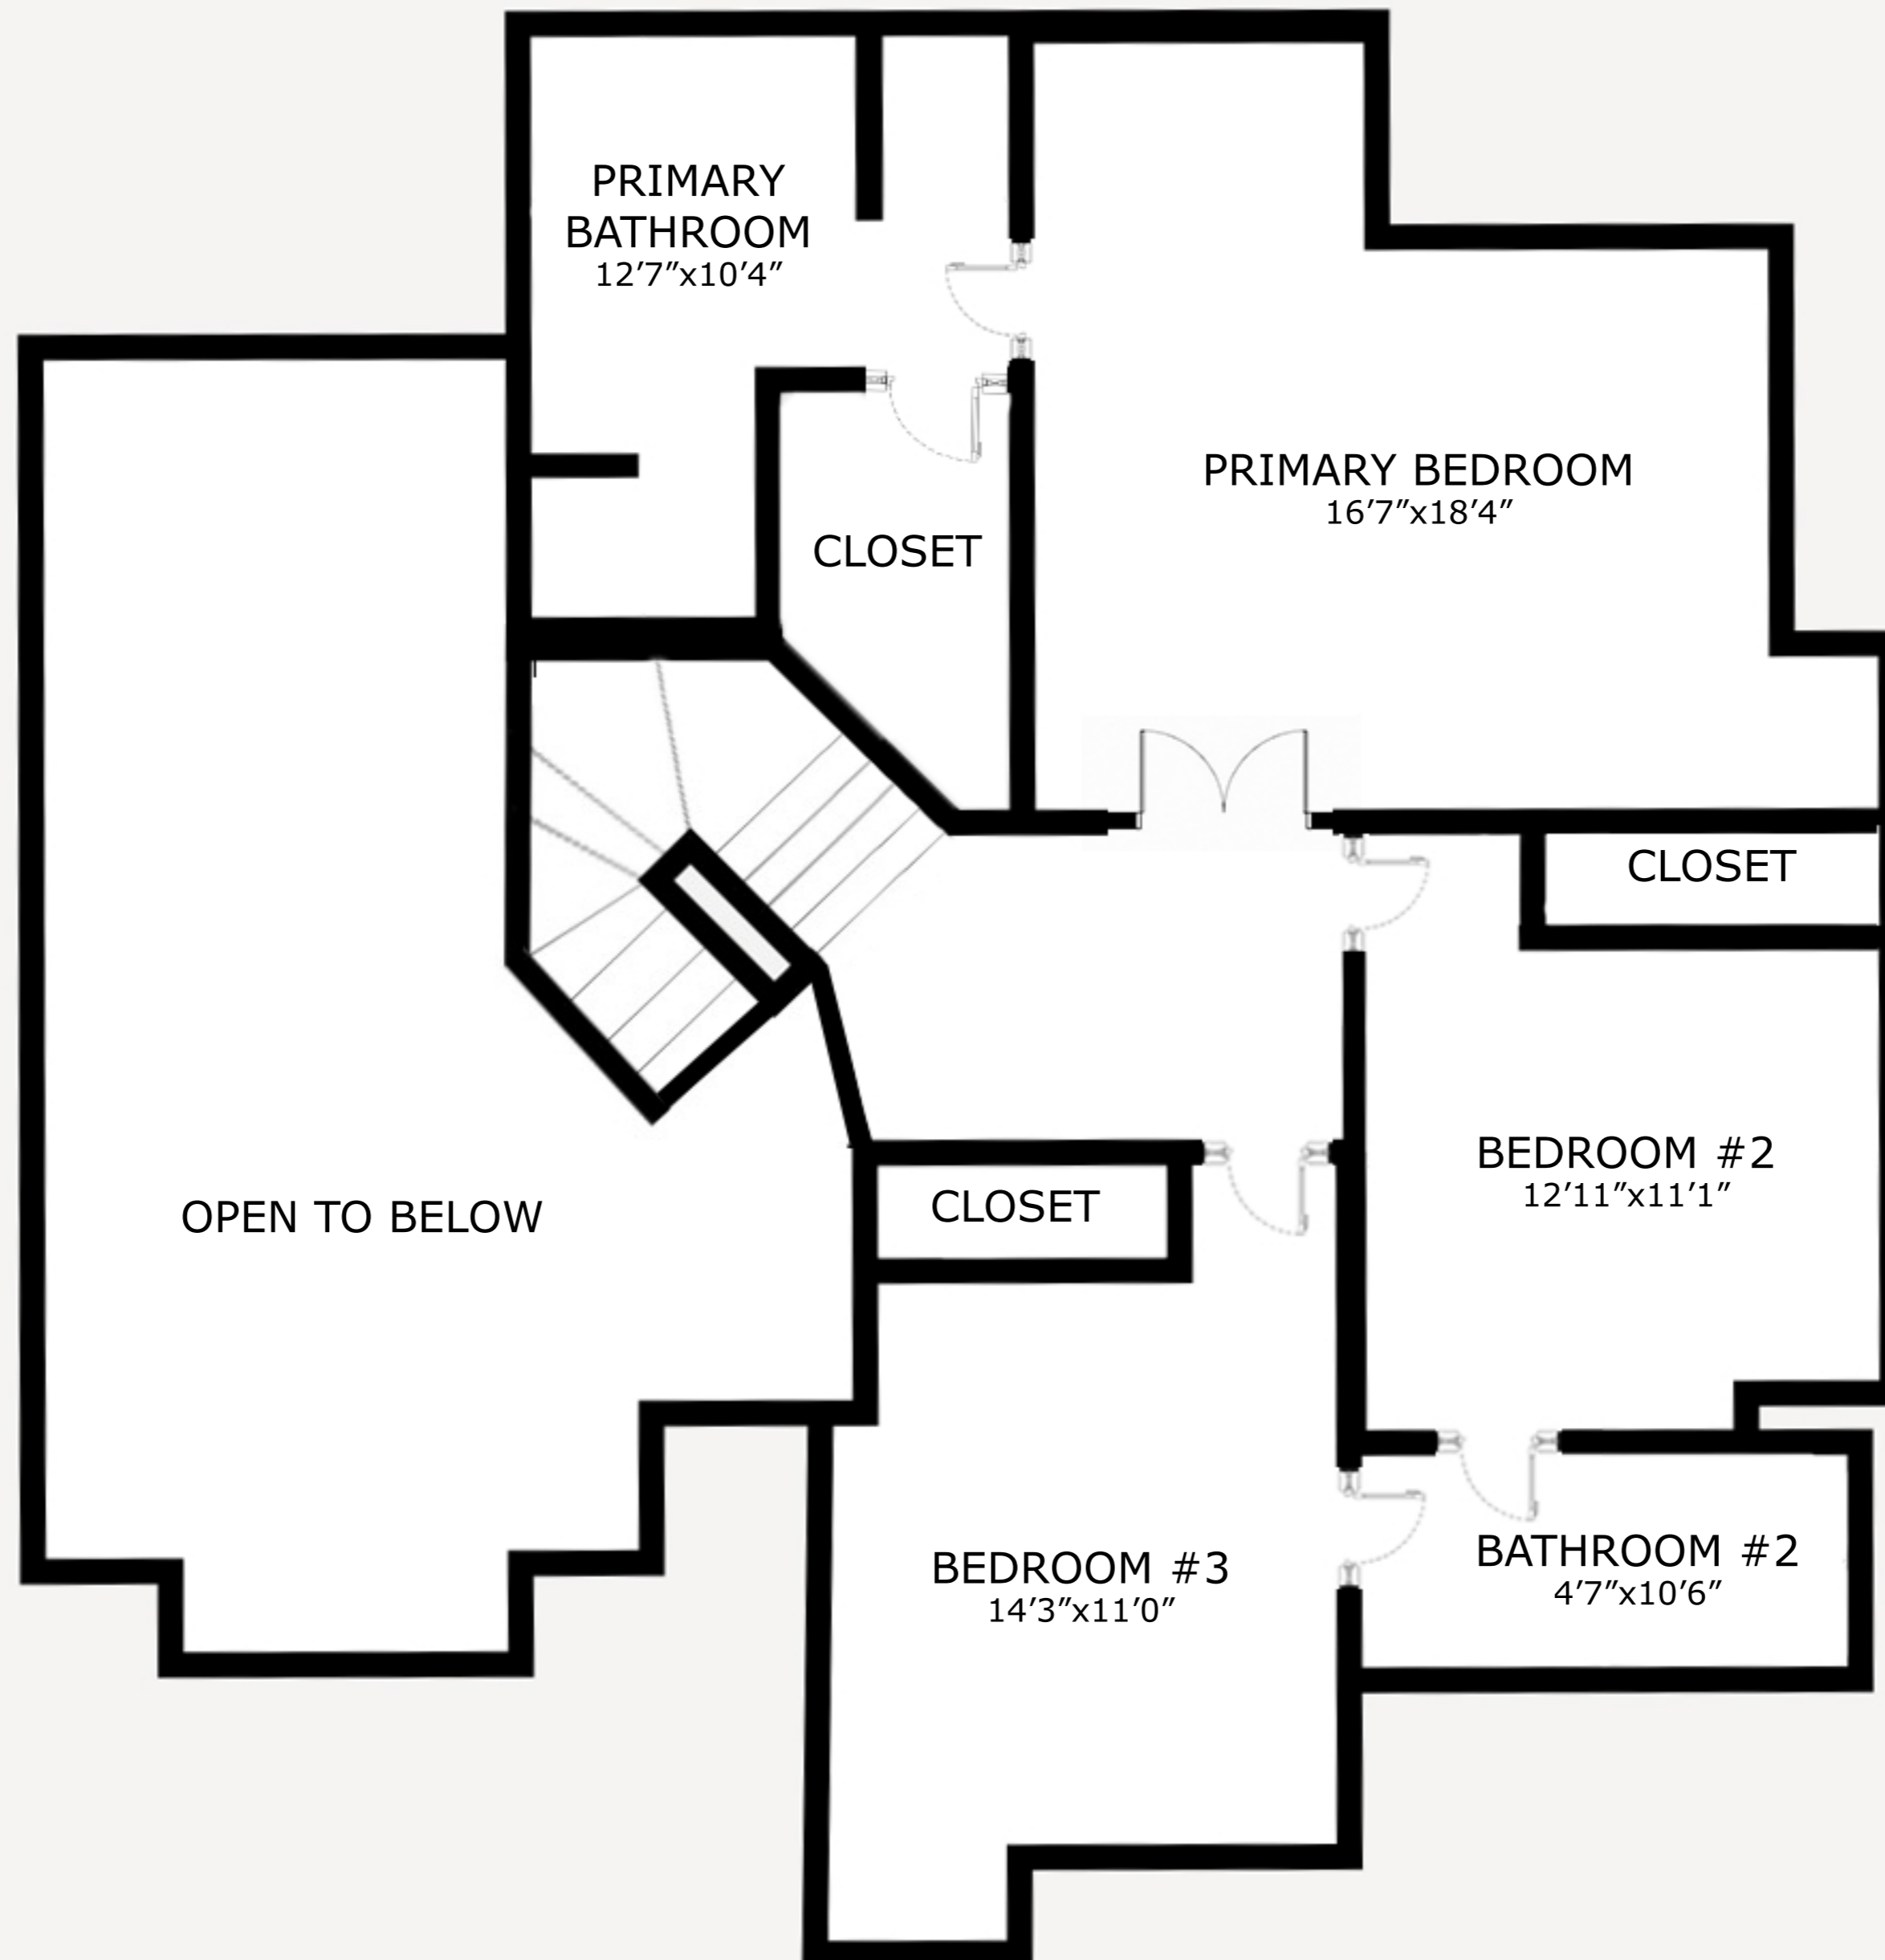 PRIMARY
BATHROOM
12’7”x10’4”
PRIMARY BEDROOM
16’7”x18’4”
CLOSET
CLOSET
BEDROOM #2
12’11”x11’1”
CLOSET
OPEN TO BELOW
BEDROOM #3
14’3”x11’0”
BATHROOM #2
4’7”x10’6”